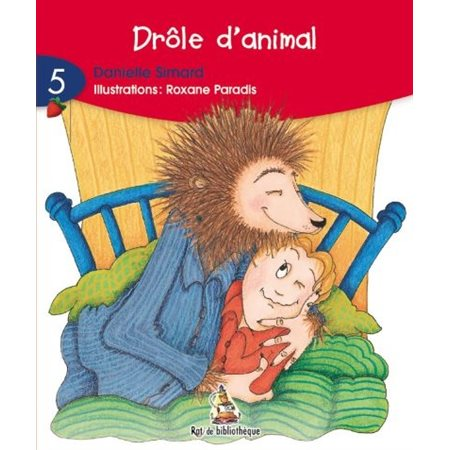 Drôle d'animal
5
Danielle Simard
Illustrations: Roxane Paradis
Rat de bibliothèque